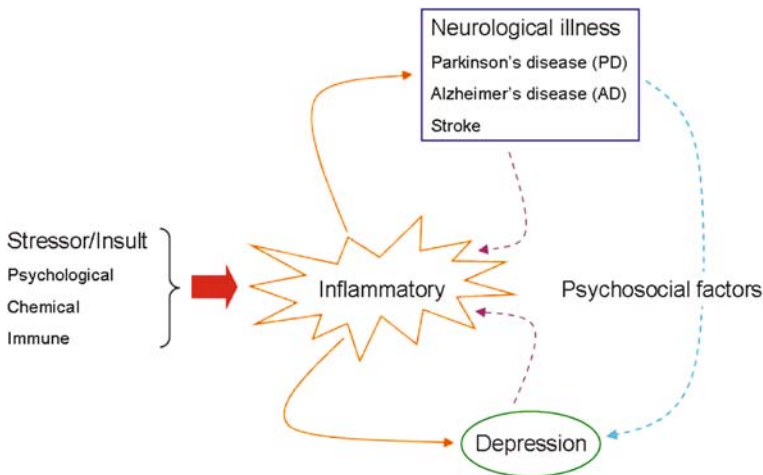 Neurological illness
Parkinson's disease (PD)
Alzheimer's disease (AD)
Stroke
Stressor/Insult
Psychological
Chemical
Immune
Inflammatory
Psychosocial factors
Depression